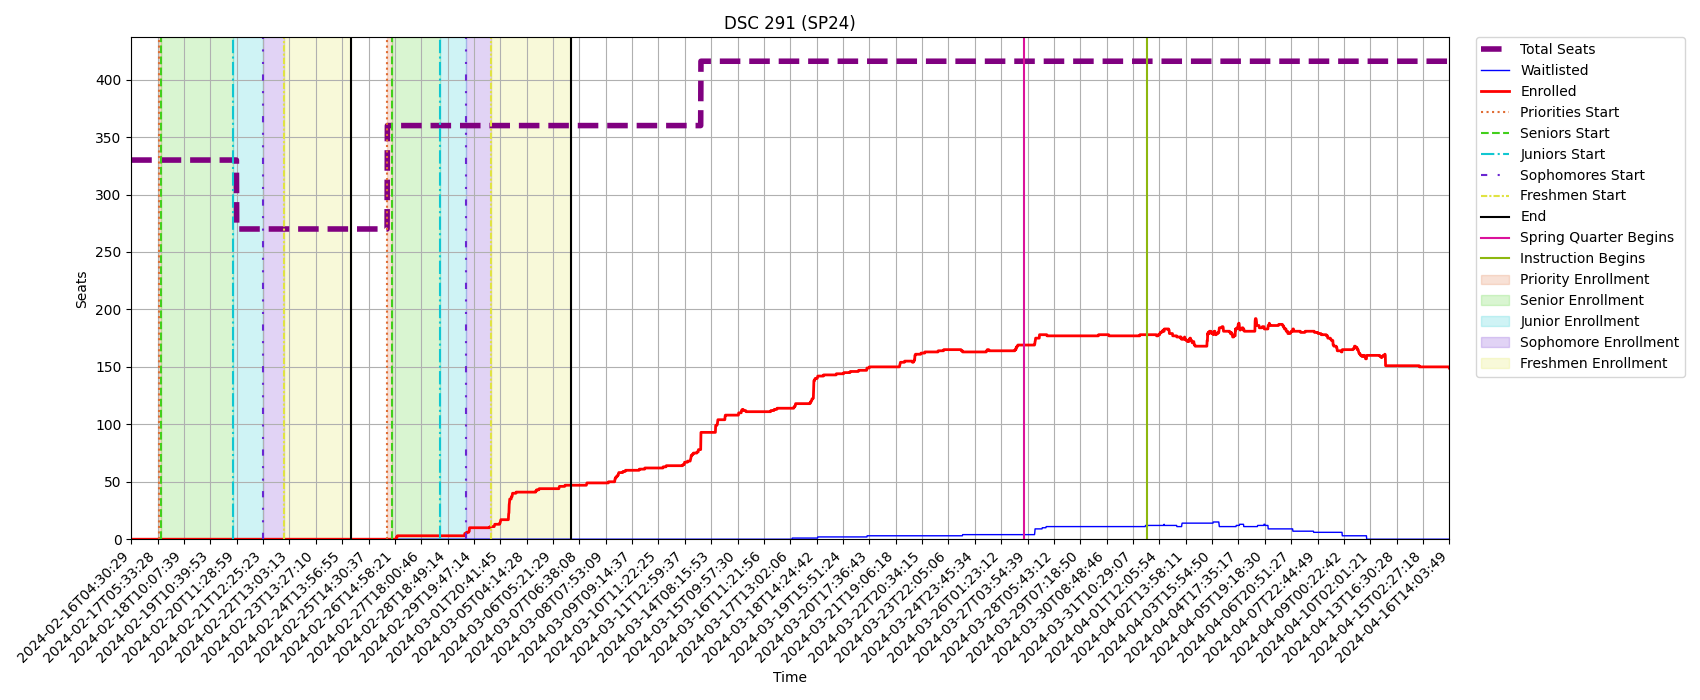 DSC 291 (SP24)
Seats
400
350
300
250
200
150
100
50
0
2024-02-16T04:30:29
2024-02-17T05:33:28
2024-02-18T10:07:39
2024-02-19T10:39:53
2024-02-20T11:28:59
2024-02-21T12:25:23
2024-02-22T13:03:13
2024-02-23T13:27:10
2024-02-24T13:56:55
2024-02-25T14:30:37
2024-02-26T14:58:21
2024-02-27T18:00:46
2024-02-28T18:49:14
2024-02-29T19:47:14
2024-03-01T20:41:45
2024-03-05T04:14:28
2024-03-06T05:21:29
2024-03-07T06:38:08
2024-03-08T07:53:09
2024-03-09T09:14:37
2024-03-10T11:22:25
2024-03-11T12:59:37
2024-03-14T08:15:53
2024-03-15T09:57:30
2024-03-16T11:21:56
2024-03-17T13:02:06
2024-03-18T14:24:42
2024-03-19T15:51:24
2024-03-20T17:36:43
2024-03-21T19:06:18
2024-03-22T20:34:15
2024-03-23T22:05:06
2024-03-24T23:45:34
2024-03-26T01:23:12
2024-03-27T03:54:39
2024-03-28T05:43:12
2024-03-29T07:18:50
2024-03-30T08:48:46
2024-03-31T10:29:07
2024-04-01T12:05:54
2024-04-02T13:58:11
2024-04-03T15:54:50
2024-04-04T17:35:17
2024-04-05T19:18:30
2024-04-06T20:51:27
2024-04-07T22:44:49
2024-04-09T00:22:42
2024-04-10T02:01:21
2024-04-13T16:30:28
2024-04-15T02:27:18
2024-04-16T14:03:49
Time
Total Seats
Waitlisted
Enrolled
Priorities Start
Seniors Start
Juniors Start
Sophomores Start
Freshmen Start
End
Spring Quarter Begins
Instruction Begins
Priority Enrollment
Senior Enrollment
Junior Enrollment
Sophomore Enrollment
Freshmen Enrollment